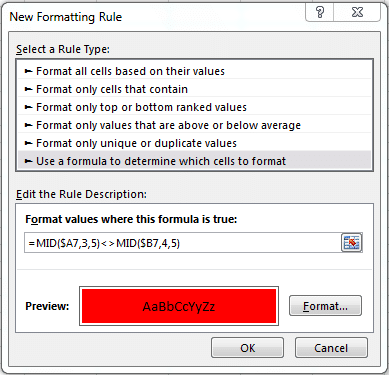 New Formatting Rule
Select a Rule Type:
► Format all cells based on their values
► Format only cells that contain
► Format only top or bottom ranked values
► Format only values that are above or below average
► Format only unique or duplicate values
► Use a formula to determine which cells to format
Edit the Rule Description:
Format values where this formula is true:
=MID($A7,3,5)<>MID($B7,4,5)
Preview: AaBbCcYyZz Format...
OK Cancel